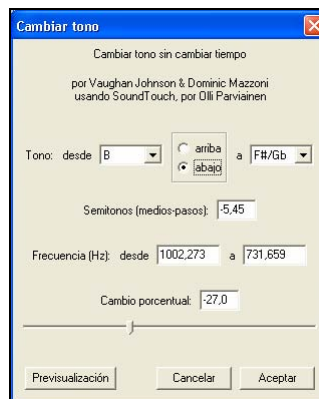 Cambiar tono
Cambiar tono sin cambiar tiempo
por Vaughan Johnson & Dominic Mazzoni
usando SoundTouch, por Olli Parviainen
Tono: desde B arriba abajo a F#/Gb
Semitonos (medios-pasos): -5,45
Frecuencia (Hz): desde 1002,273 a 731,659
Cambio porcentual: -27,0
Previsualización Cancelar Aceptar